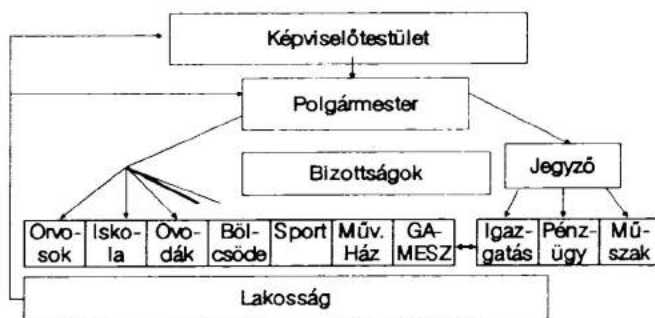 Képviselőtestület
Polgármester
Bizottságok
Jegyző
Orvo-
sok
Isko-
la
Ovo-
dák
Böl-
csöde
Sport
Műv.
Ház
GA-
MESZ
Igaz-
gatás
Pénz-
ügy
Mű-
szak
Lakosság